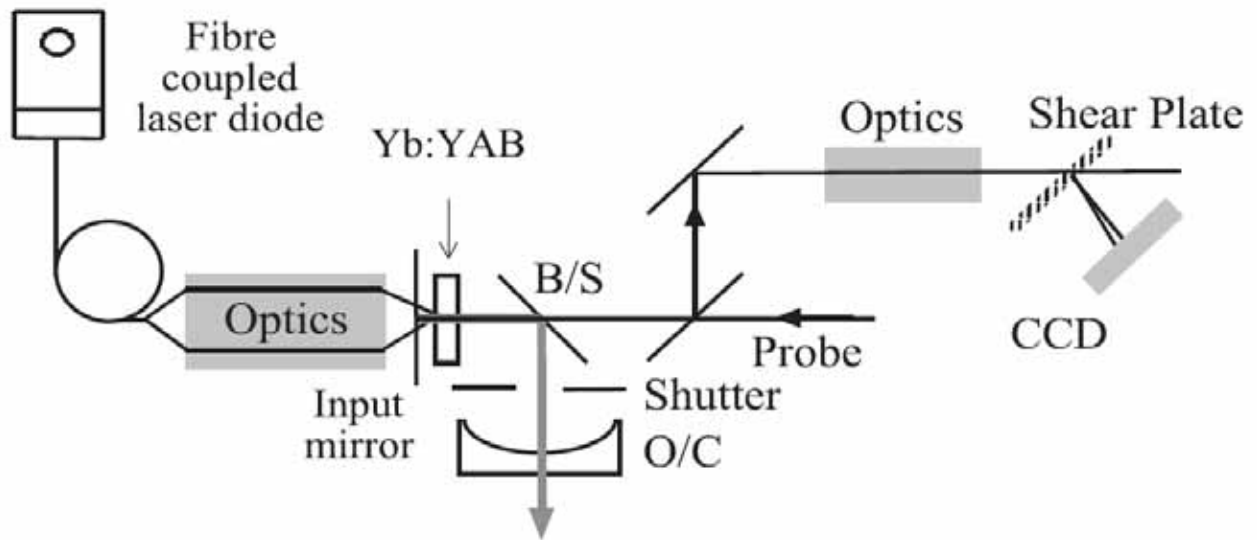 Fibre
coupled
laser diode
Yb:YAB
Optics
Shear Plate
B/S
Optics
Probe
CCD
Input
mirror
Shutter
O/C